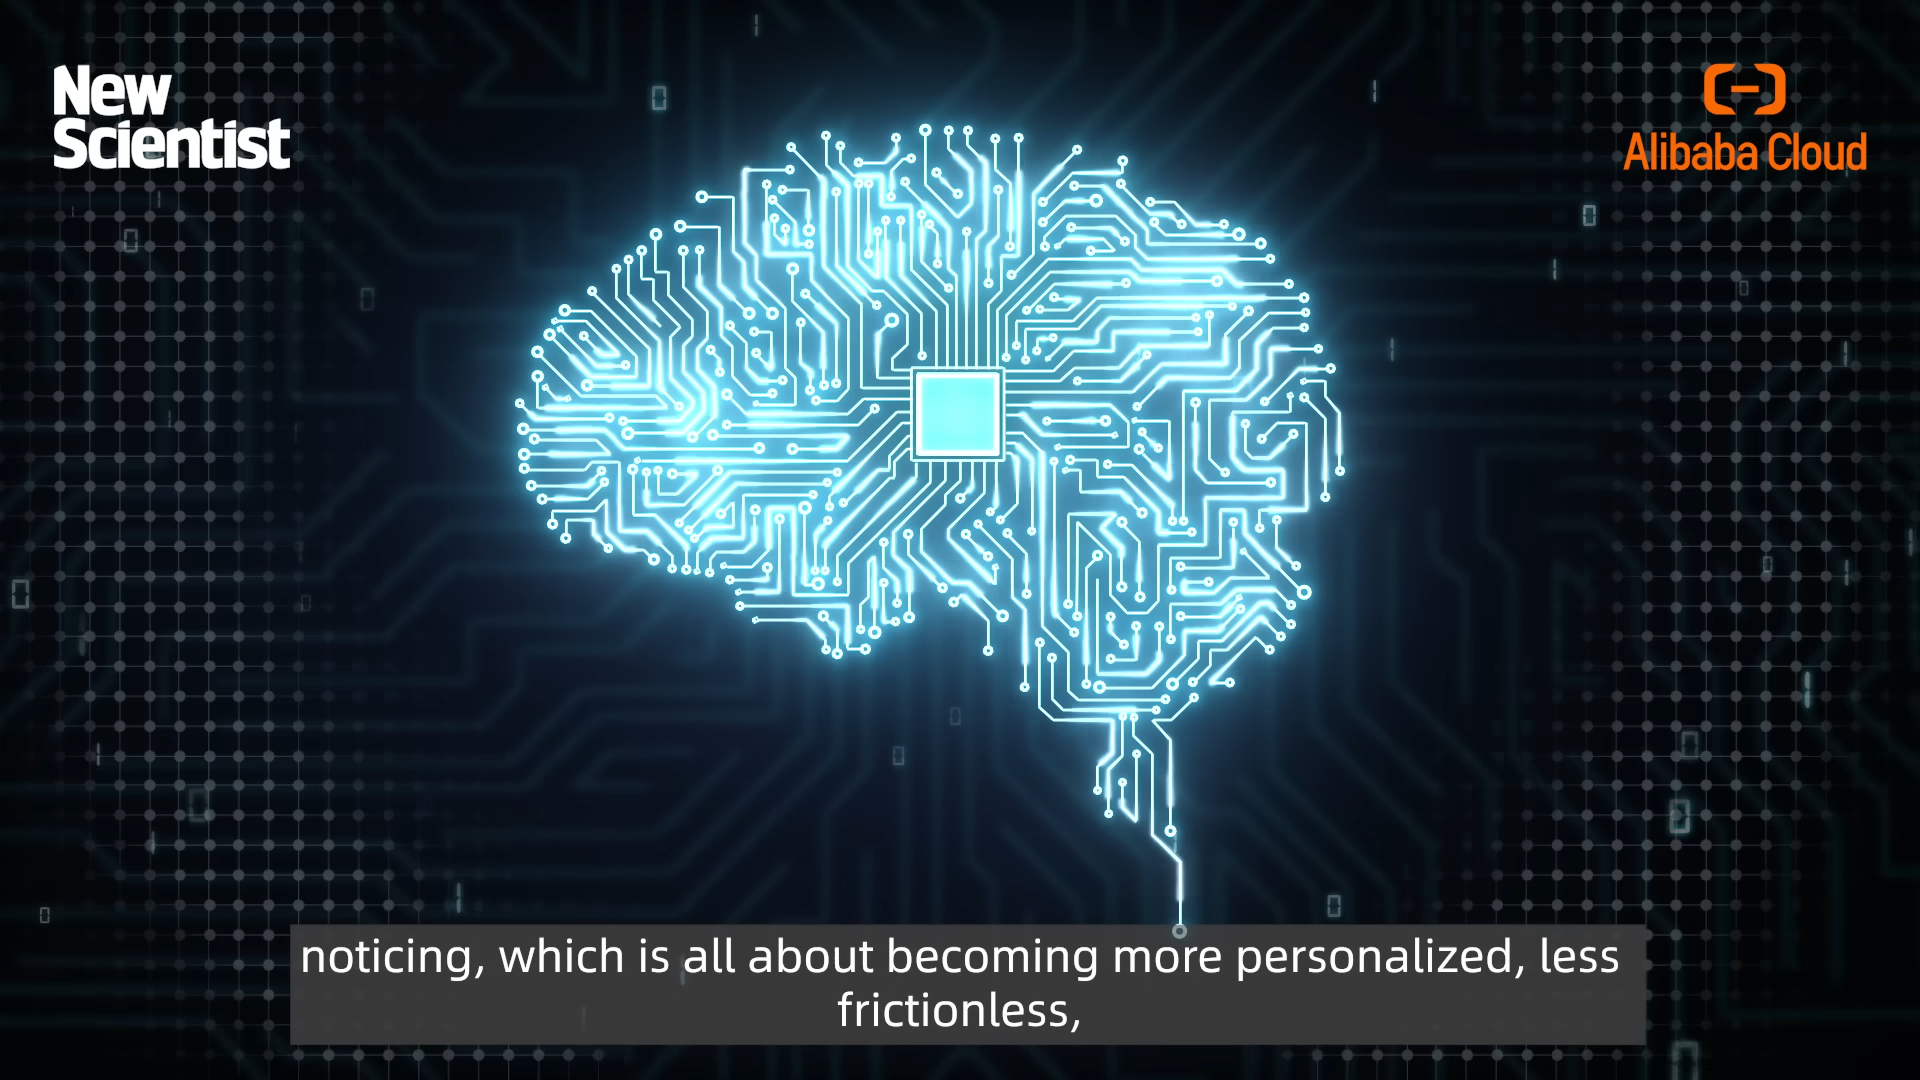 New
Scientist
Alibaba Cloud
noticing, which is all about becoming more personalized, less
frictionless,